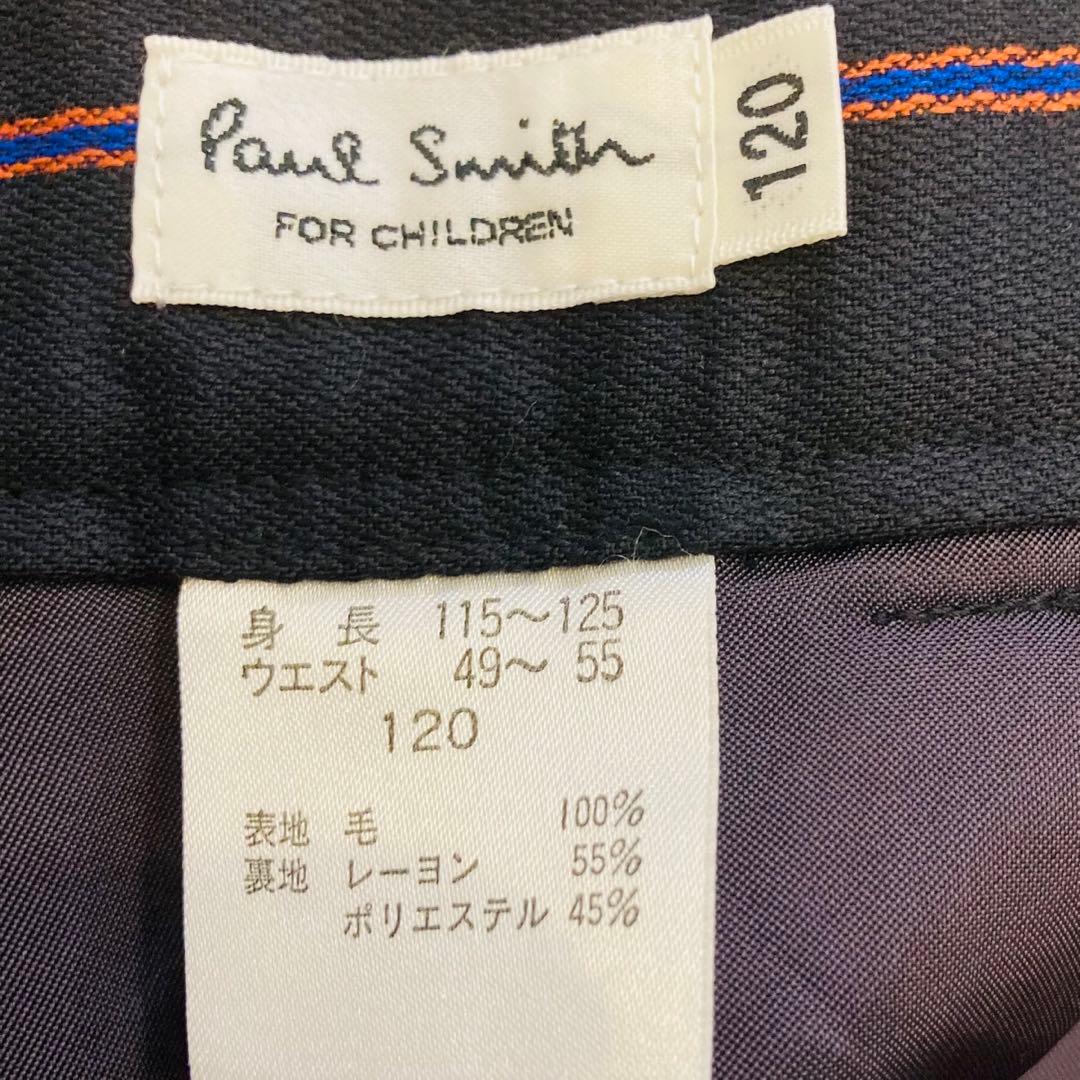 Paul Smith
FOR CHILDREN
120
身長 115〜125
ウエスト 49〜55
120
表地 毛 100%
裏地 レーヨン 55%
ポリエステル 45%